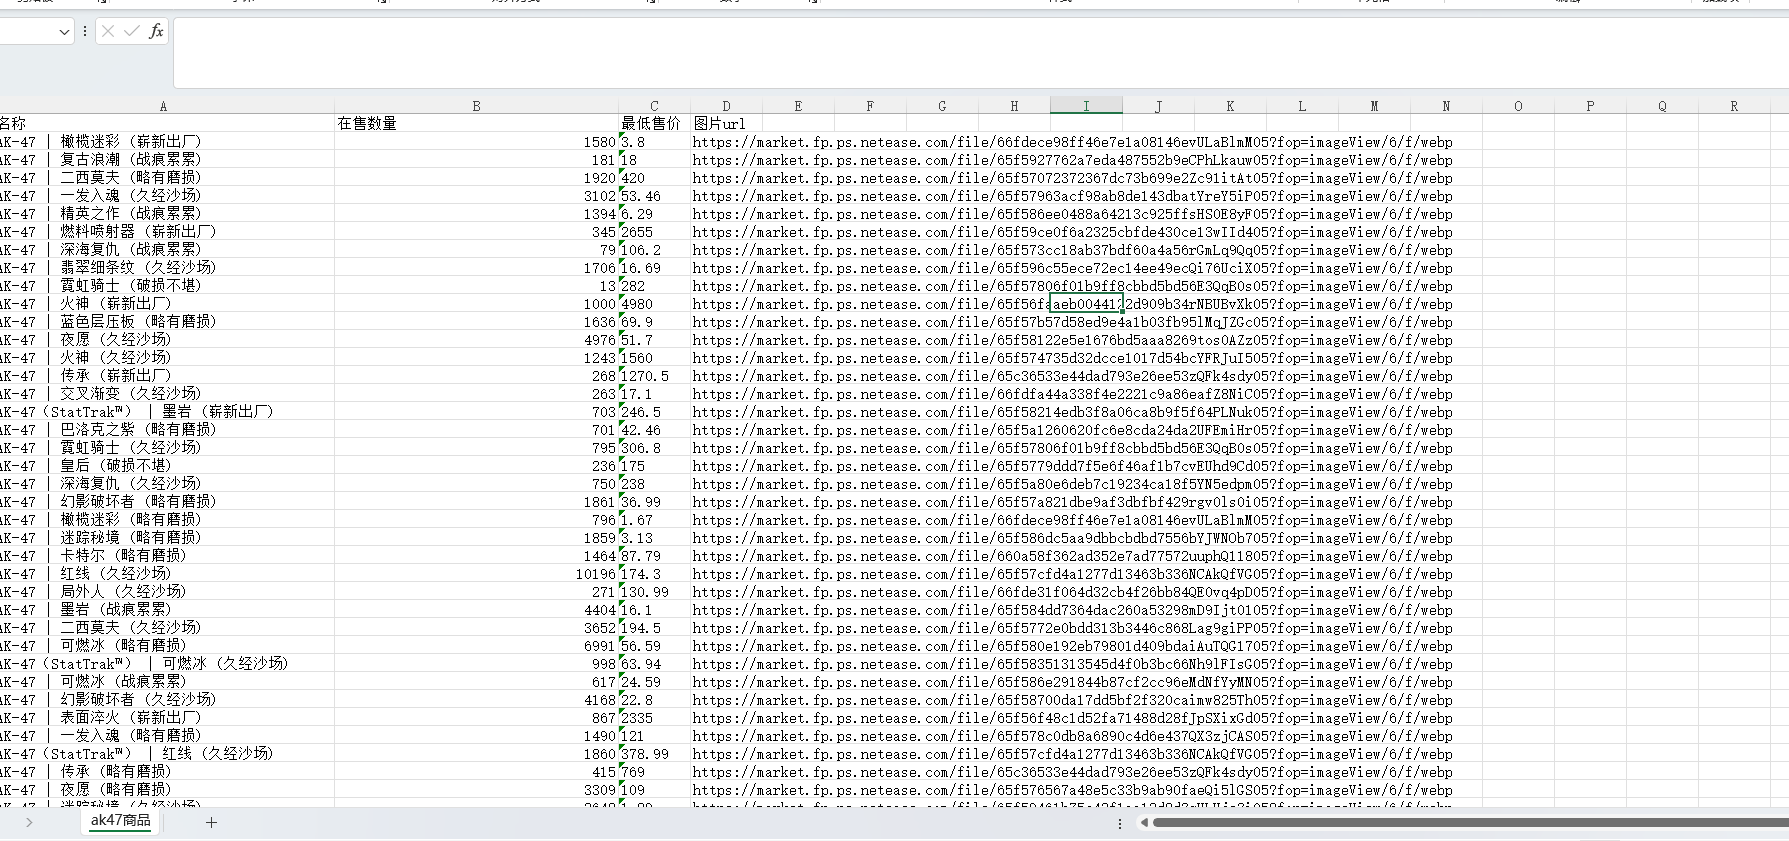 A B C D E F G H I J K L M N O P Q R
名称 在售数量 最低售价 图片url
AK-47 | 橄榄迷彩 (崭新出厂) 1580 3.8 https://market.fp.ps.netease.com/file/66fdece98ff46e7e1a08146evULaBlmM05?fop=imageView/6/f/webp
AK-47 | 复古浪潮 (战痕累累) 181 18 https://market.fp.ps.netease.com/file/65f5927762a7eda487552b9eCPhLkauw05?fop=imageView/6/f/webp
AK-47 | 二西莫夫 (略有磨损) 1920 420 https://market.fp.ps.netease.com/file/65f57072372367dc73b699e2Zc91itAt05?fop=imageView/6/f/webp
AK-47 | 一发入魂 (久经沙场) 3102 53.46 https://market.fp.ps.netease.com/file/65f57963acf98ab8de143dbatYreY5iP05?fop=imageView/6/f/webp
AK-47 | 精英之作 (战痕累累) 1394 6.29 https://market.fp.ps.netease.com/file/65f586ee0488a64213c925ffsHSOE8yF05?fop=imageView/6/f/webp
AK-47 | 燃料喷射器 (崭新出厂) 345 2655 https://market.fp.ps.netease.com/file/65f59ce0f6a2325cbfde430ce13wIId405?fop=imageView/6/f/webp
AK-47 | 深海复仇 (战痕累累) 79 106.2 https://market.fp.ps.netease.com/file/65f573cc18ab37bdf60a4a56rGmLq9Qq05?fop=imageView/6/f/webp
AK-47 | 翡翠细条纹 (久经沙场) 1706 16.69 https://market.fp.ps.netease.com/file/65f596c55ece72ec14ee49ecQi76UciX05?fop=imageView/6/f/webp
AK-47 | 霓虹骑士 (破损不堪) 13 282 https://market.fp.ps.netease.com/file/65f57806f01b9ff8cbbd5bd56E3QqB0s05?fop=imageView/6/f/webp
AK-47 | 火神 (崭新出厂) 1000 4980 https://market.fp.ps.netease.com/file/65f56faaeb0044122d909b34rNBUBvXk05?fop=imageView/6/f/webp
AK-47 | 蓝色层压板 (略有磨损) 1636 69.9 https://market.fp.ps.netease.com/file/65f57b57d58ed9e4a1b03fb95lMqJZGc05?fop=imageView/6/f/webp
AK-47 | 夜愿 (久经沙场) 4976 51.7 https://market.fp.ps.netease.com/file/65f58122e5e1676bd5aaa8269tosOAZz05?fop=imageView/6/f/webp
AK-47 | 火神 (久经沙场) 1243 1560 https://market.fp.ps.netease.com/file/65f574735d32dcce1017d54bcYFRJuI505?fop=imageView/6/f/webp
AK-47 | 传承 (崭新出厂) 268 1270.5 https://market.fp.ps.netease.com/file/65c36533e44dad793e26ee53zQFk4sdy05?fop=imageView/6/f/webp
AK-47 | 交叉渐变 (久经沙场) 263 17.1 https://market.fp.ps.netease.com/file/66fdfa44a338f4e2221c9a86eafZ8NiC05?fop=imageView/6/f/webp
AK-47 (StatTrak™) | 墨岩 (崭新出厂) 703 246.5 https://market.fp.ps.netease.com/file/65f58214edb3f8a06ca8b9f5f64PLNuk05?fop=imageView/6/f/webp
AK-47 | 巴洛克之紫 (略有磨损) 701 42.46 https://market.fp.ps.netease.com/file/65f5a1260620fc6e8cda24da2UFEmiHr05?fop=imageView/6/f/webp
AK-47 | 霓虹骑士 (久经沙场) 795 306.8 https://market.fp.ps.netease.com/file/65f57806f01b9ff8cbbd5bd56E3QqB0s05?fop=imageView/6/f/webp
AK-47 | 皇后 (破损不堪) 236 175 https://market.fp.ps.netease.com/file/65f5779ddd7f5e6f46af1b7cvEUhd9Cd05?fop=imageView/6/f/webp
AK-47 | 深海复仇 (久经沙场) 750 238 https://market.fp.ps.netease.com/file/65f5a80e6deb7c19234ca18f5YN5edpm05?fop=imageView/6/f/webp
AK-47 | 幻影破坏者 (略有磨损) 1861 36.99 https://market.fp.ps.netease.com/file/65f57a821dbe9af3dbfbf429rgv0ls0i05?fop=imageView/6/f/webp
AK-47 | 橄榄迷彩 (略有磨损) 796 1.67 https://market.fp.ps.netease.com/file/66fdece98ff46e7e1a08146evULaBlmM05?fop=imageView/6/f/webp
AK-47 | 迷踪秘境 (略有磨损) 1859 3.13 https://market.fp.ps.netease.com/file/65f586dc5aa9dbbcbdbd7556bYJWNOb705?fop=imageView/6/f/webp
AK-47 | 卡特尔 (略有磨损) 1464 87.79 https://market.fp.ps.netease.com/file/660a58f362ad352e7ad77572uuphQ11805?fop=imageView/6/f/webp
AK-47 | 红线 (久经沙场) 10196 174.3 https://market.fp.ps.netease.com/file/65f57cfd4a1277d13463b336NCAkQfVG05?fop=imageView/6/f/webp
AK-47 | 局外人 (久经沙场) 271 130.99 https://market.fp.ps.netease.com/file/66fde31f064d32cb4f26bb84QEOvq4pD05?fop=imageView/6/f/webp
AK-47 | 墨岩 (战痕累累) 4404 16.1 https://market.fp.ps.netease.com/file/65f584dd7364dac260a53298mD9Ijt0105?fop=imageView/6/f/webp
AK-47 | 二西莫夫 (久经沙场) 3652 194.5 https://market.fp.ps.netease.com/file/65f5772e0bdd313b3446c868Lag9giPP05?fop=imageView/6/f/webp
AK-47 | 可燃冰 (略有磨损) 6991 56.59 https://market.fp.ps.netease.com/file/65f580e192eb79801d409bdaiAuTQG1705?fop=imageView/6/f/webp
AK-47 (StatTrak™) | 可燃冰 (久经沙场) 998 63.94 https://market.fp.ps.netease.com/file/65f58351313545d4f0b3bc66Nh9lFIsG05?fop=imageView/6/f/webp
AK-47 | 可燃冰 (战痕累累) 617 24.59 https://market.fp.ps.netease.com/file/65f586e291844b87cf2cc96eMdNfYyMN05?fop=imageView/6/f/webp
AK-47 | 幻影破坏者 (久经沙场) 4168 22.8 https://market.fp.ps.netease.com/file/65f58700da17dd5bf2f320caimw825Th05?fop=imageView/6/f/webp
AK-47 | 表面淬火 (崭新出厂) 867 2335 https://market.fp.ps.netease.com/file/65f56f48c1d52fa71488d28fJpSXixGd05?fop=imageView/6/f/webp
AK-47 | 一发入魂 (略有磨损) 1490 121 https://market.fp.ps.netease.com/file/65f578c0db8a6890c4d6e437QX3zjCAS05?fop=imageView/6/f/webp
AK-47 (StatTrak™) | 红线 (久经沙场) 1860 378.99 https://market.fp.ps.netease.com/file/65f57cfd4a1277d13463b336NCAkQfVG05?fop=imageView/6/f/webp
AK-47 | 传承 (略有磨损) 415 769 https://market.fp.ps.netease.com/file/65c36533e44dad793e26ee53zQFk4sdy05?fop=imageView/6/f/webp
AK-47 | 夜愿 (略有磨损) 3309 109 https://market.fp.ps.netease.com/file/65f576567a48e5c33b9ab90faeQi5lGS05?fop=imageView/6/f/webp
ak47商品